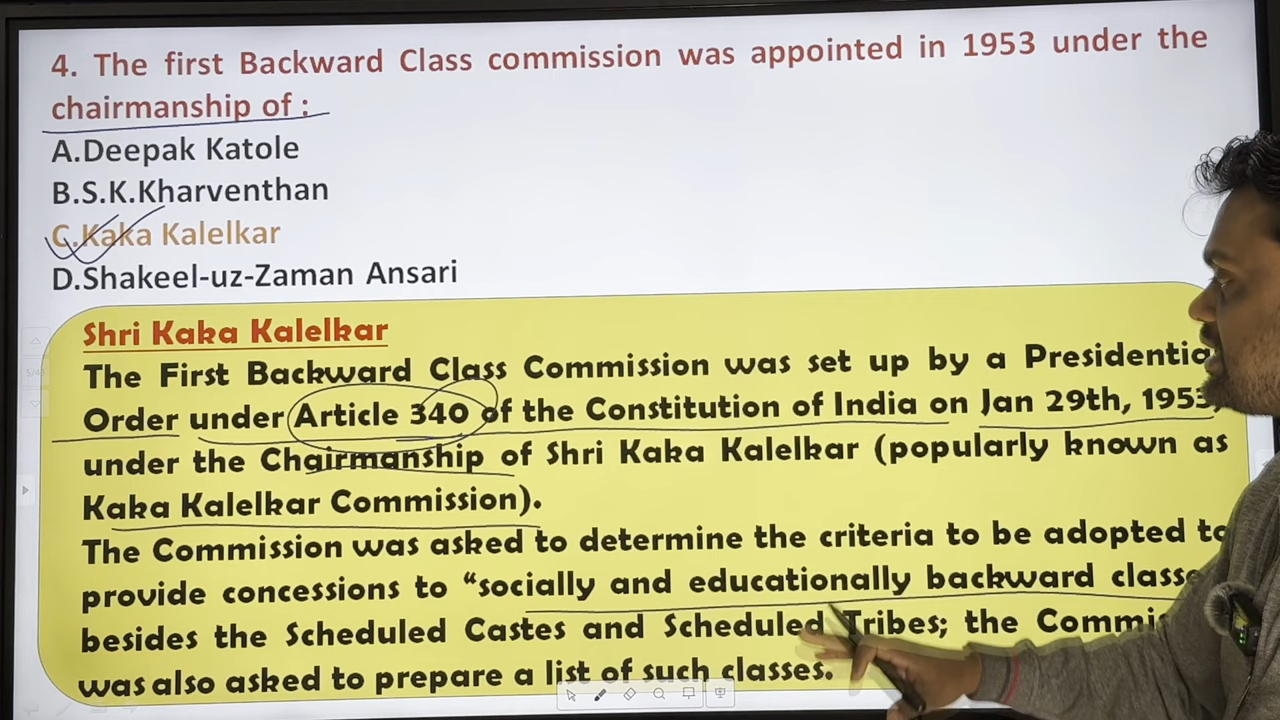 4. The first Backward Class commission was appointed in 1953 under the
chairmanship of :
A.Deepak Katole
B.S.K.Kharventhan
C.Kaka Kalelkar
D.Shakeel-uz-Zaman Ansari
Shri Kaka Kalelkar
The First Backward Class Commission was set up by a Presidentia
Order under Article 340 of the Constitution of India on Jan 29th, 1953,
under the Chairmanship of Shri Kaka Kalelkar (popularly known as
Kaka Kalelkar Commission).
The Commission was asked to determine the criteria to be adopted to
provide concessions to “socially and educationally backward classe
besides the Scheduled Castes and Scheduled Tribes; the Commis
was also asked to prepare a list of such classes.